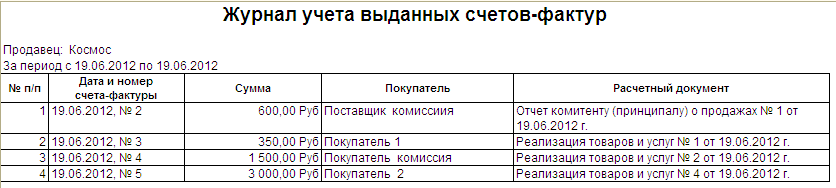 Журнал учета выданных счетов-фактур
Продавец: Космос
За период с 19.06.2012 по 19.06.2012
№ п/п Дата и номер счета-фактуры Сумма Покупатель Расчетный документ
1 19.06.2012, № 2 600,00 Руб Поставщик комиссиия Отчет комитенту (принципалу) о продажах № 1 от
19.06.2012 г.
2 19.06.2012, № 3 350,00 Руб Покупатель 1 Реализация товаров и услуг № 1 от 19.06.2012 г.
3 19.06.2012, № 4 1 500,00 Руб Покупатель комиссия Реализация товаров и услуг № 2 от 19.06.2012 г.
4 19.06.2012, № 5 3 000,00 Руб Покупатель 2 Реализация товаров и услуг № 4 от 19.06.2012 г.